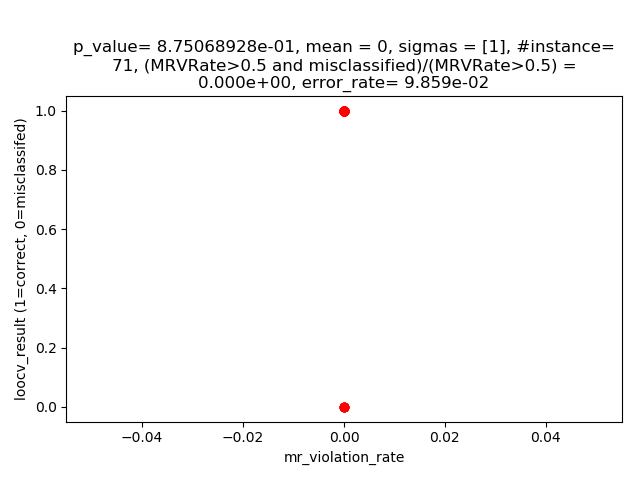 p_value= 8.75068928e-01, mean = 0, sigmas = [1], #instance=
71, (MRVRate>0.5 and misclassified)/(MRVRate>0.5) =
0.000e+00, error_rate= 9.859e-02
loocv_result (1=correct, 0=misclassifed)
1.0
0.8
0.6
0.4
0.2
0.0
−0.04 −0.02 0.00 0.02 0.04
mr_violation_rate